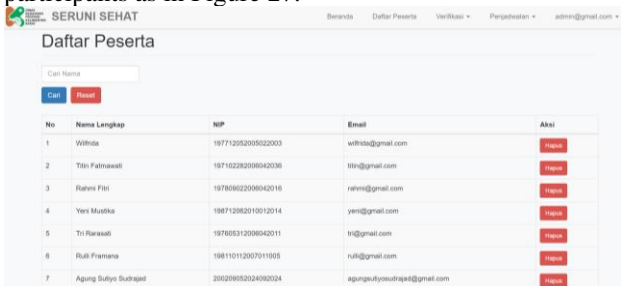 participants as in Figure 27.
SERUNI SEHAT Beranda Daftar Peserta Verifikasi Penjadwalan admin@gmail.com
Daftar Peserta
Cari Nama
Cari Reset
No Nama Lengkap NIP Email Aksi
1 Wilfrida 197712052005022003 wilfrida@gmail.com Hapus
2 Titin Fatmawati 197102282006042036 titin@gmail.com Hapus
3 Rahmi Fitri 197809022006042016 rahmi@gmail.com Hapus
4 Yeni Mustika 198712082010012014 yeni@gmail.com Hapus
5 Tri Rarasati 197605312006042011 tri@gmail.com Hapus
6 Rulli Pramana 198110112007011005 rulli@gmail.com Hapus
7 Agung Sutiyo Sudrajad 200209052024092024 agungsutiyosudrajad@gmail.com Hapus